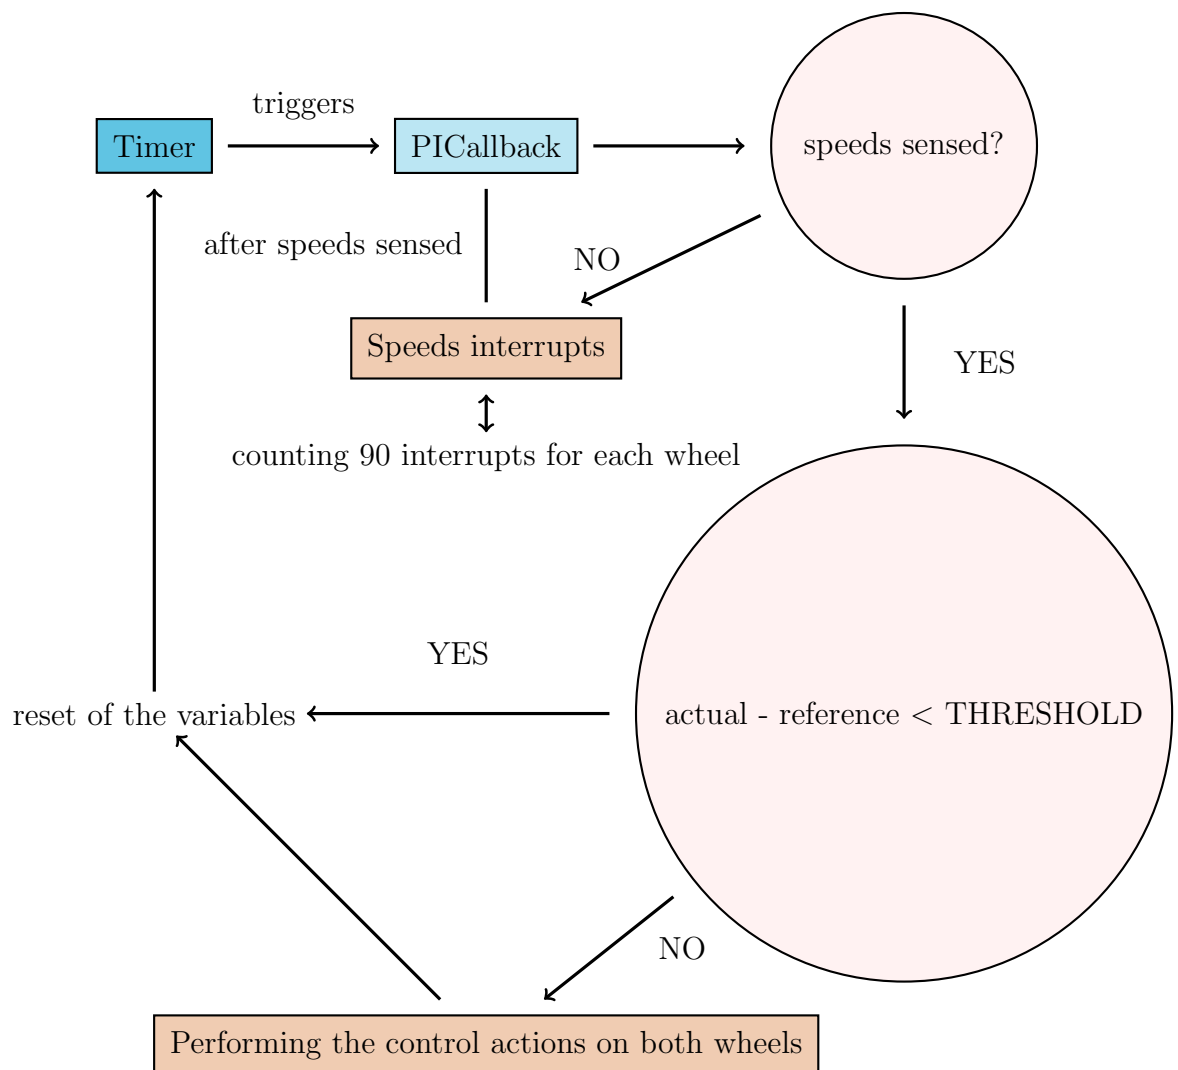 triggers
Timer
PICallback
speeds sensed?
after speeds sensed
NO
Speeds interrupts
YES
counting 90 interrupts for each wheel
YES
reset of the variables
actual - reference < THRESHOLD
NO
Performing the control actions on both wheels